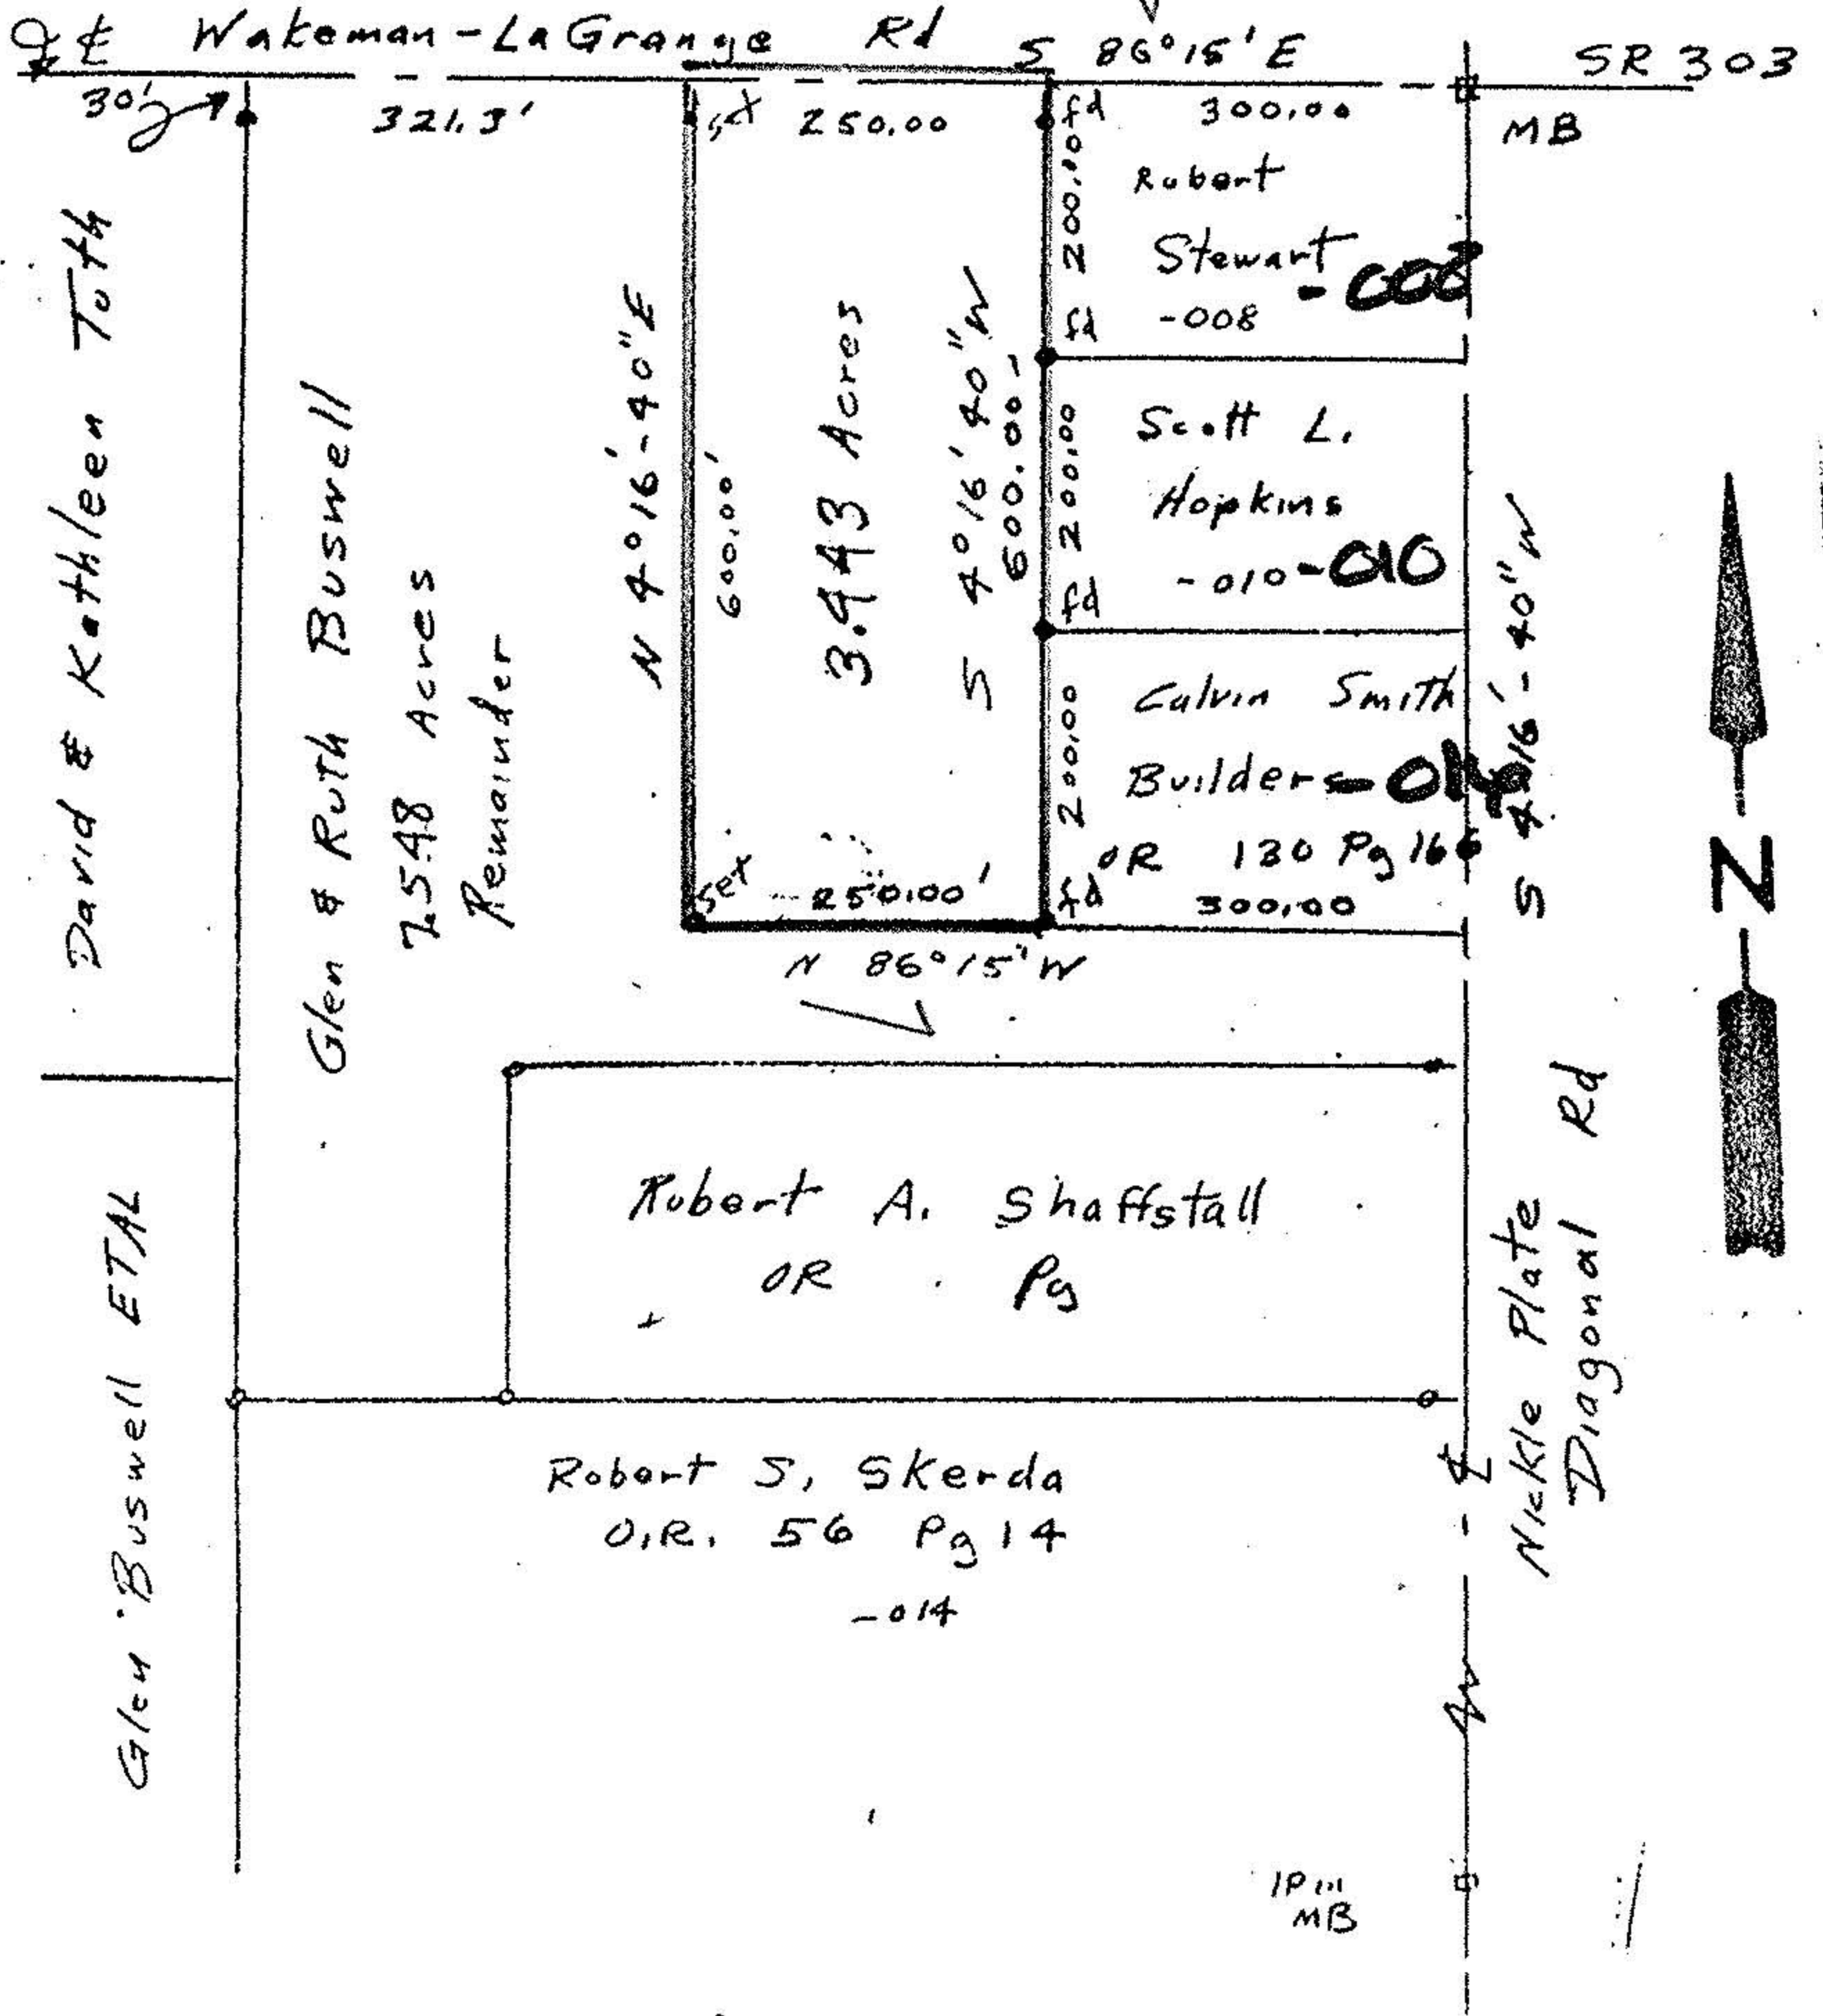 ℄ Wakeman-LaGrange Rd S 86°15' E SR 303
30' 321.3' set 250.00 fd 300.00 MB
David & Kathleen Toth
Glen & Ruth Buswell
7.548 Acres
Remainder
N 4°16'-40"E
600.00'
3.443 Acres
S 4°16'40"W
600.00
200.00
Robert
Stewart -008
fd -008
200.00
Scott L.
Hopkins
-010 -010
fd
200.00
Calvin Smith
Builders
OR 130 Pg 166
set 250.00' fd 300.00
N 86°15'W
S 4°16'-40"W
N
Robert A. Shaffstall
OR Pg
Glen Buswell ETAL
Robert S. Skerda
O.R. 56 Pg 14
-014
℄ Nickle Plate
Diagonal Rd
IP in
MB